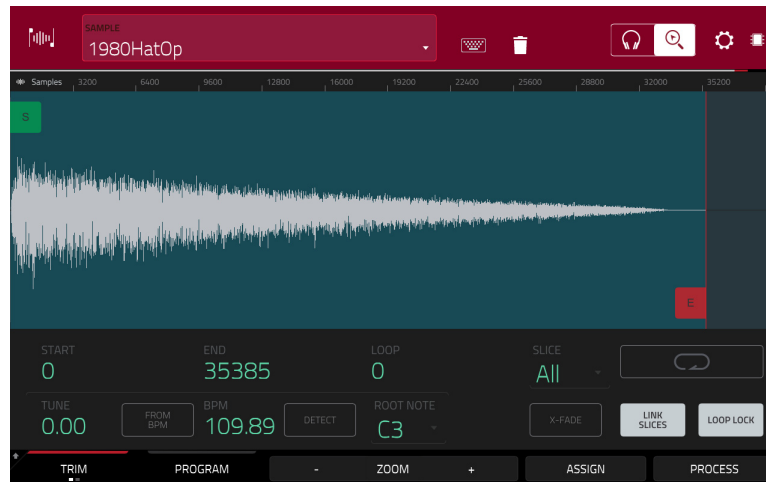 SAMPLE
1980HatOp
Samples 3200 6400 9600 12800 16000 19200 22400 25600 28800 32000 35200
S
E
START END LOOP SLICE
0 35385 0 All
TUNE BPM ROOT NOTE
0.00 FROM BPM 109.89 DETECT C3 X-FADE LINK SLICES LOOP LOCK
TRIM PROGRAM - ZOOM + ASSIGN PROCESS